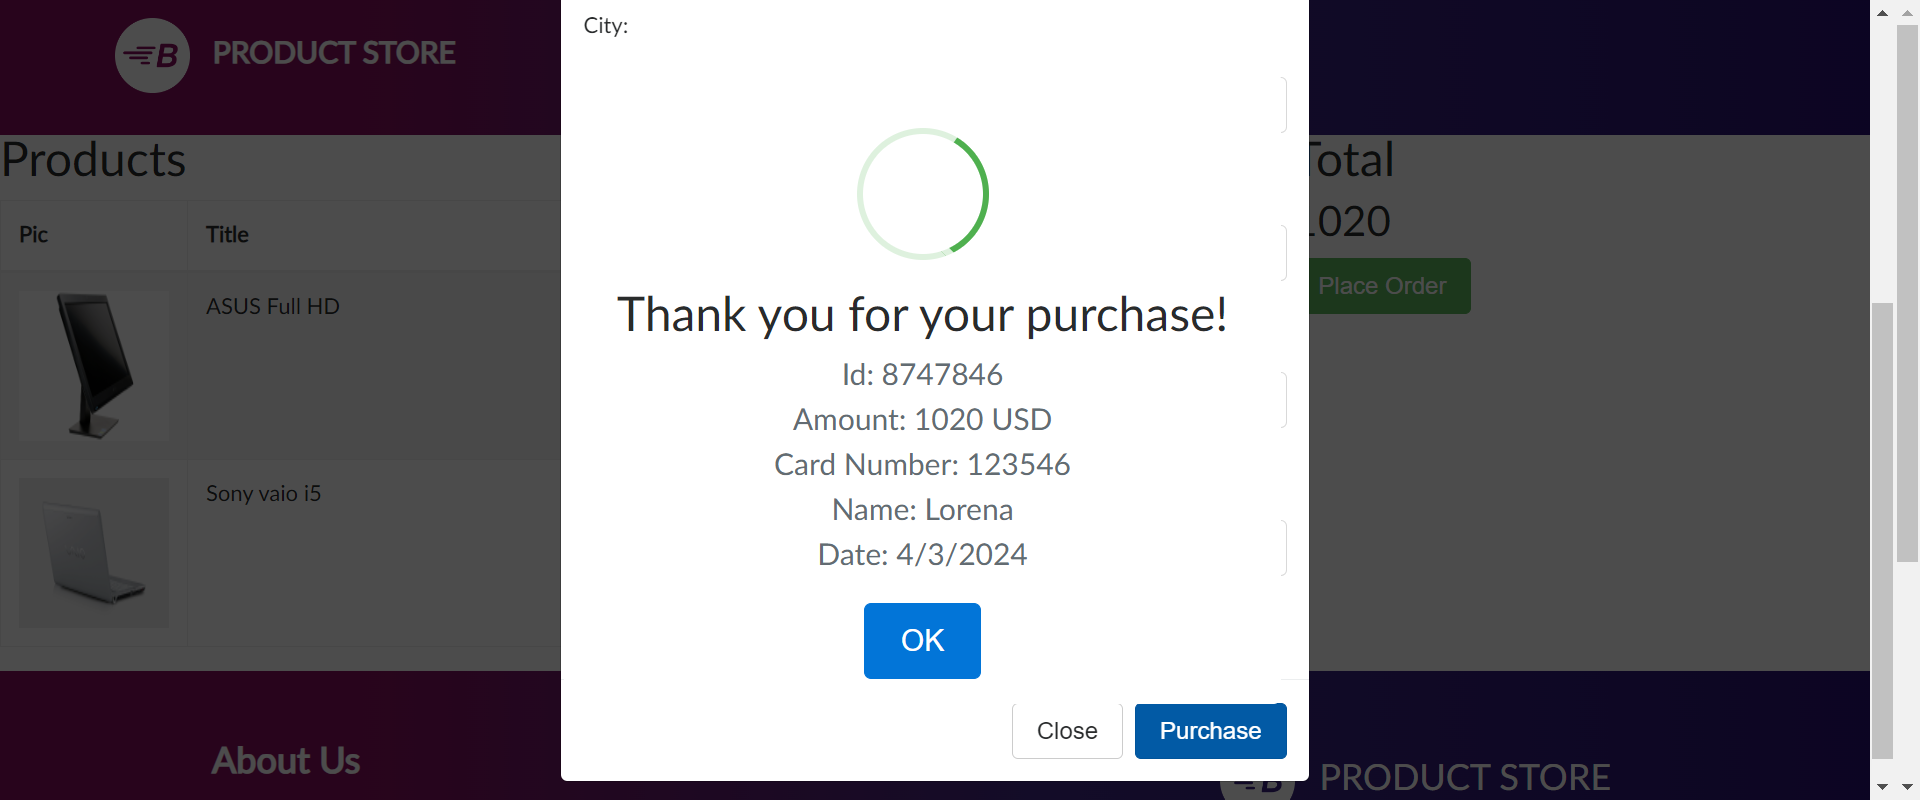 City:
B PRODUCT STORE
Products
Total
Pic
Title
1020
Place Order
ASUS Full HD
Thank you for your purchase!
Id: 8747846
Amount: 1020 USD
Card Number: 123546
Name: Lorena
Date: 4/3/2024
Sony vaio i5
OK
Close
Purchase
About Us
B PRODUCT STORE